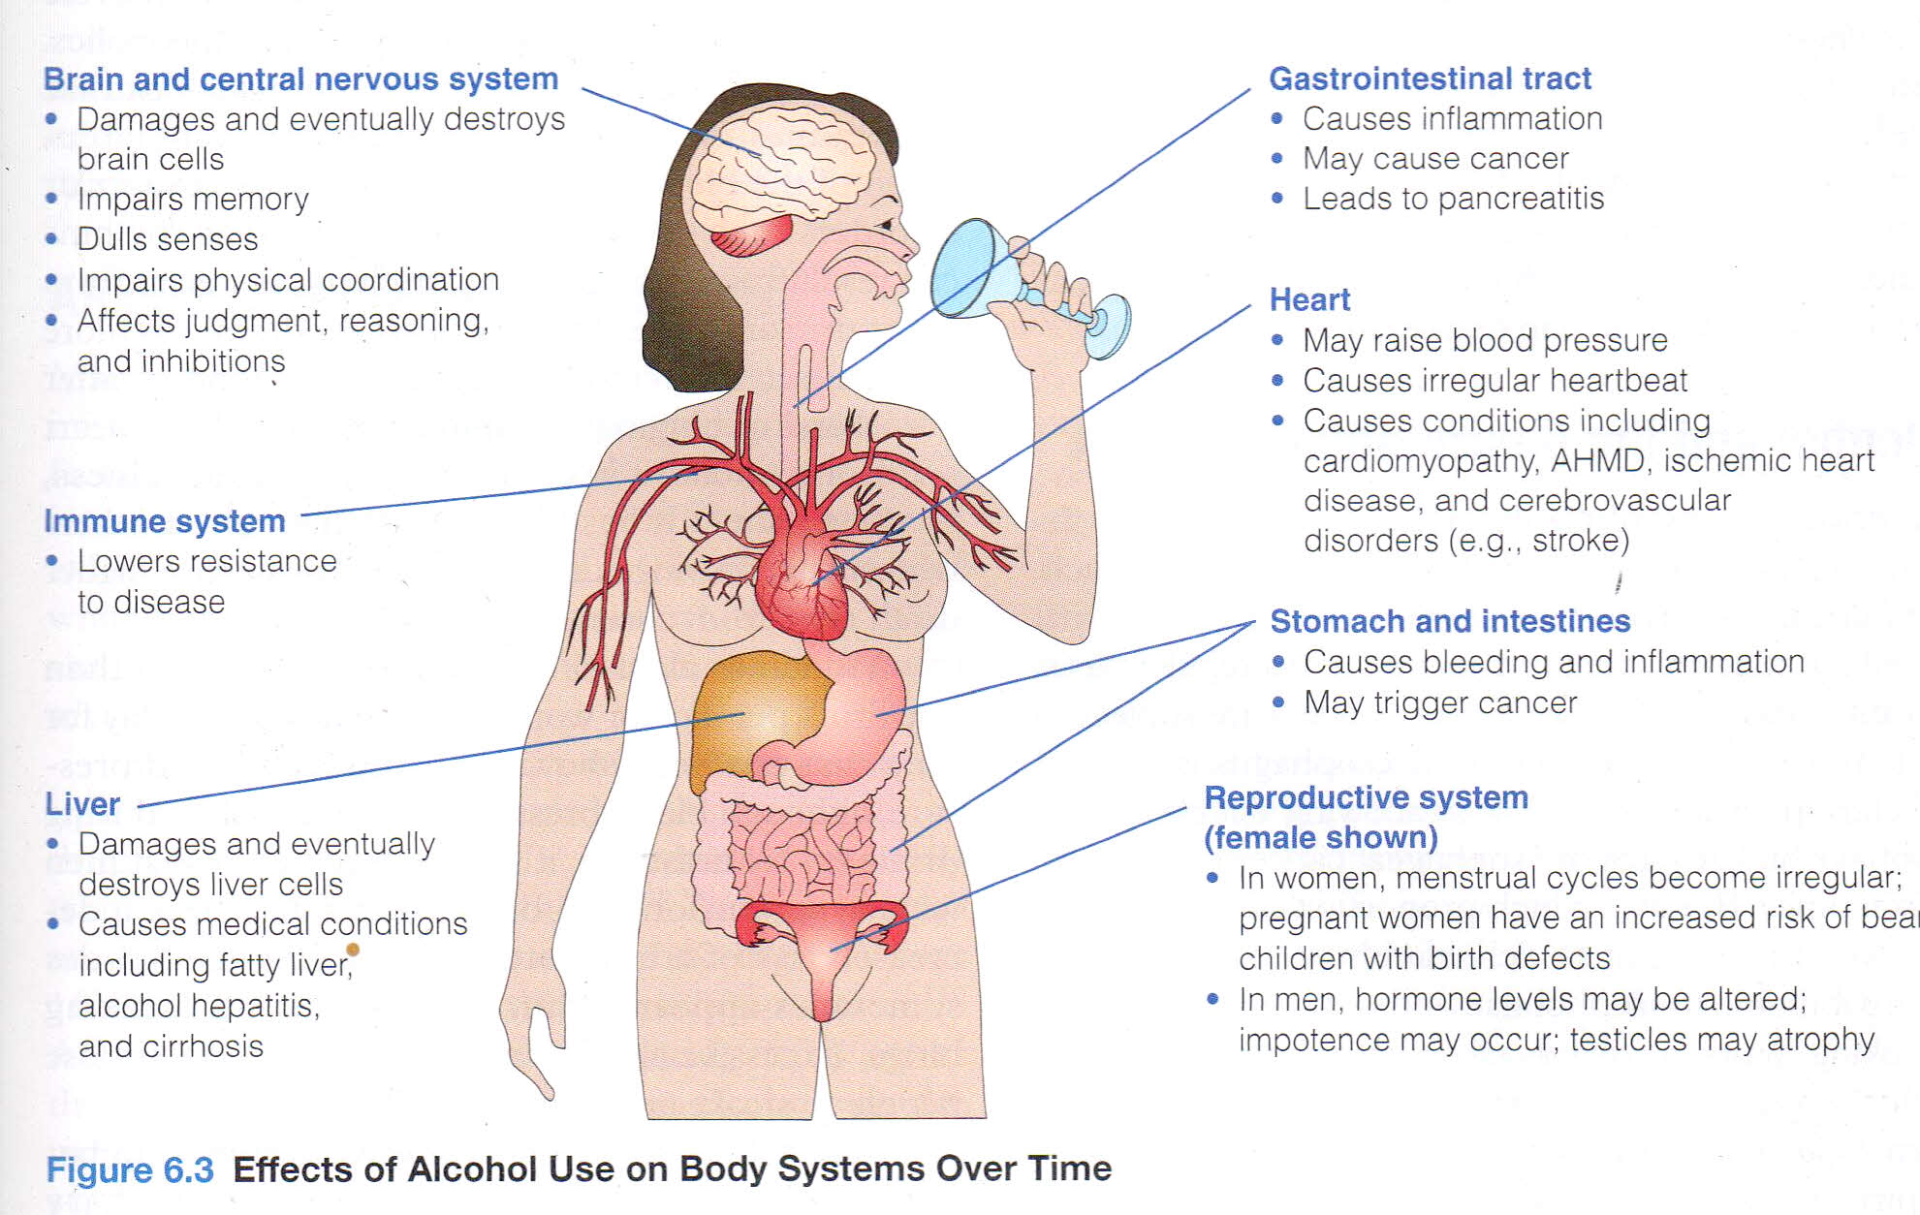 Brain and central nervous system
• Damages and eventually destroys
brain cells
• Impairs memory
• Dulls senses
• Impairs physical coordination
• Affects judgment, reasoning,
and inhibitions
Immune system
• Lowers resistance
to disease
Liver
• Damages and eventually
destroys liver cells
• Causes medical conditions
including fatty liver,
alcohol hepatitis,
and cirrhosis
Gastrointestinal tract
• Causes inflammation
• May cause cancer
• Leads to pancreatitis
Heart
• May raise blood pressure
• Causes irregular heartbeat
• Causes conditions including
cardiomyopathy, AHMD, ischemic heart
disease, and cerebrovascular
disorders (e.g., stroke)
Stomach and intestines
• Causes bleeding and inflammation
• May trigger cancer
Reproductive system
(female shown)
• In women, menstrual cycles become irregular;
pregnant women have an increased risk of
children with birth defects
• In men, hormone levels may be altered;
impotence may occur; testicles may atrophy
Figure 6.3 Effects of Alcohol Use on Body Systems Over Time